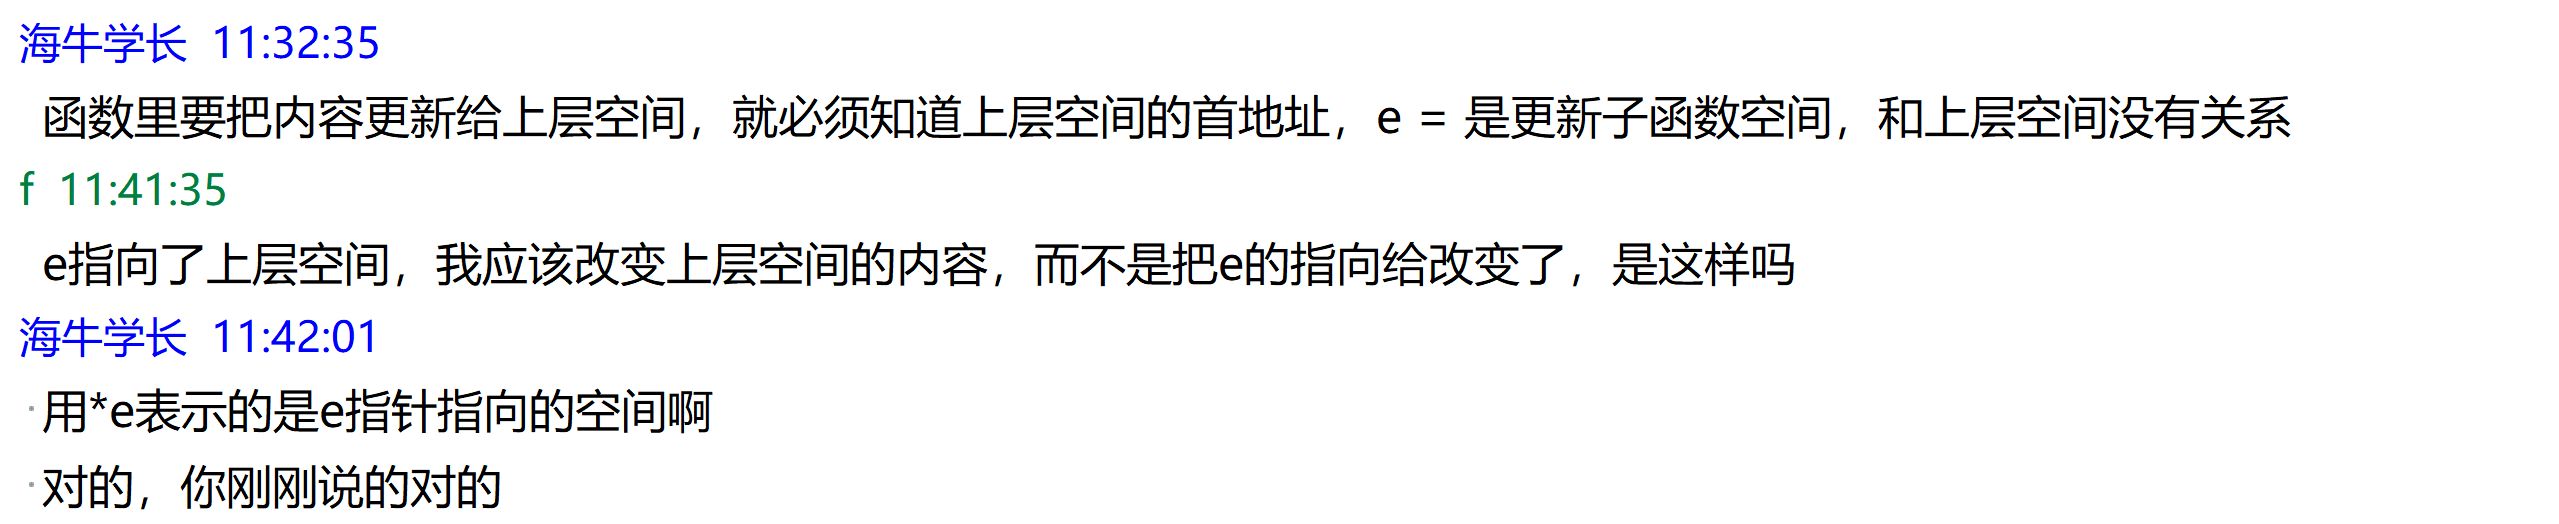 海牛学长 11:32:35
函数里要把内容更新给上层空间，就必须知道上层空间的首地址，e = 是更新子函数空间，和上层空间没有关系
f 11:41:35
e指向了上层空间，我应该改变上层空间的内容，而不是把e的指向给改变了，是这样吗
海牛学长 11:42:01
用*e表示的是e指针指向的空间啊
对的，你刚刚说的对的